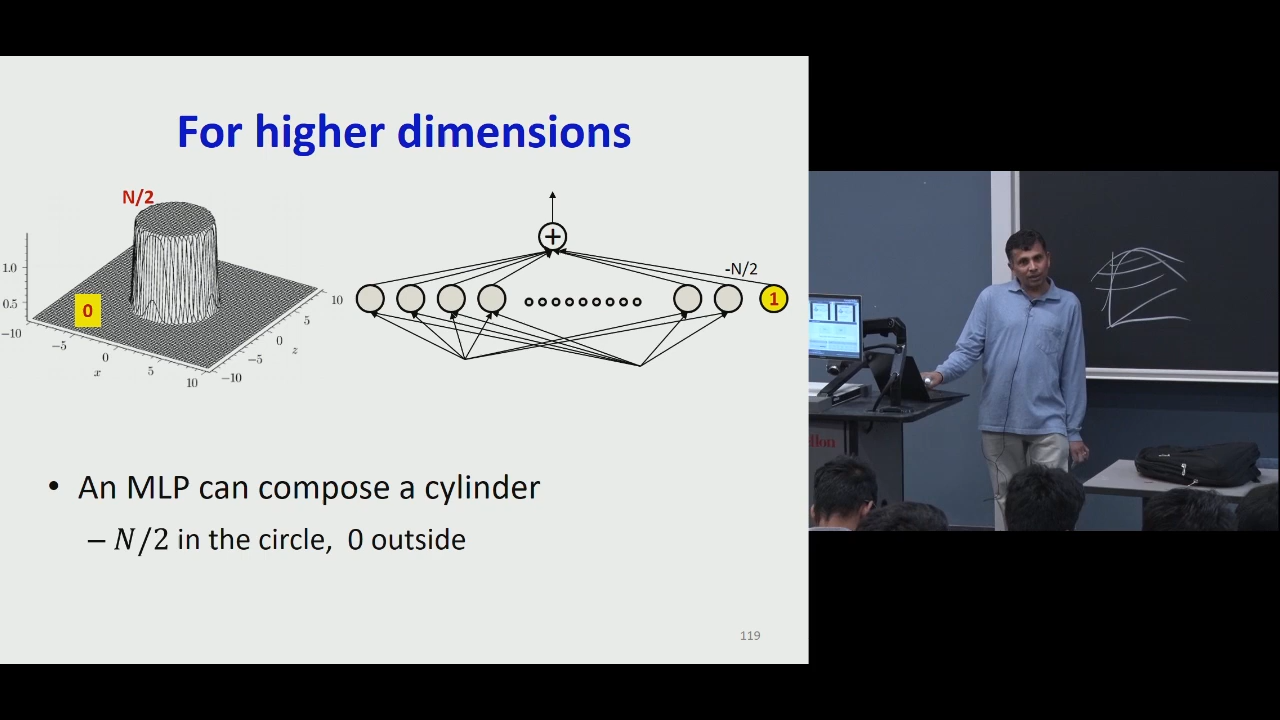 For higher dimensions
N/2
1.0
0.5
0
−10
−5
0
5
10
x
−10
−5
0
5
10
z
+
-N/2
1
• An MLP can compose a cylinder
– N/2 in the circle, 0 outside
119